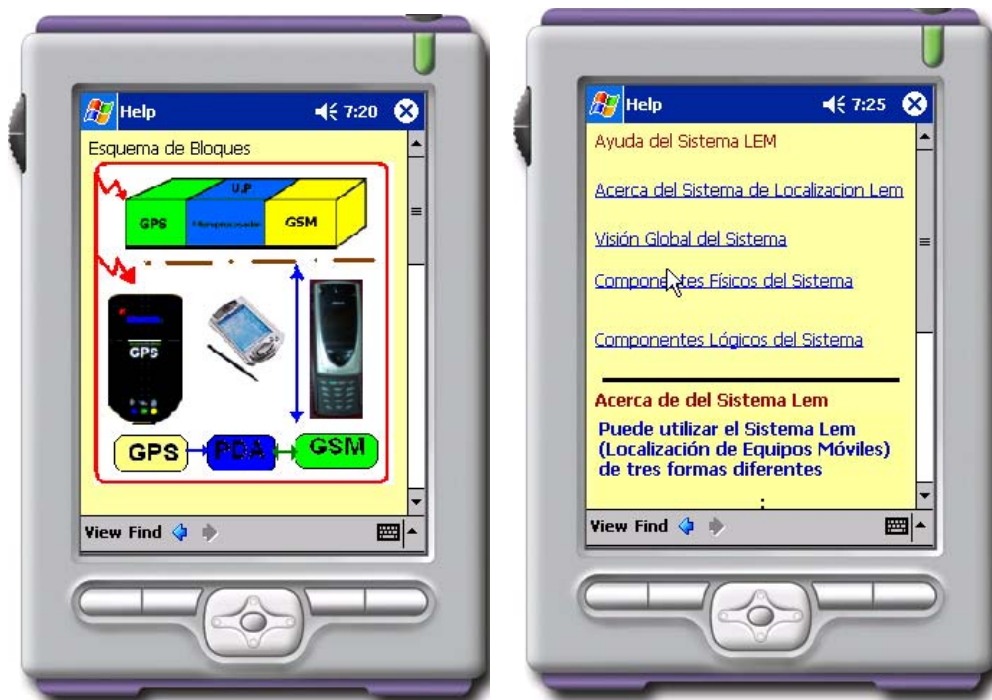 Help 7:20
Esquema de Bloques
U.P
GPS Microprocesador GSM
GPS
GPS PDA GSM
View Find
Help 7:25
Ayuda del Sistema LEM
Acerca del Sistema de Localizacion Lem
Visión Global del Sistema
Componentes Físicos del Sistema
Componentes Lógicos del Sistema
Acerca de del Sistema Lem
Puede utilizar el Sistema Lem
(Localización de Equipos Móviles)
de tres formas diferentes
:
View Find